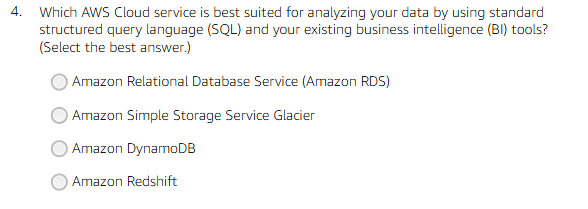 4. Which AWS Cloud service is best suited for analyzing your data by using standard
structured query language (SQL) and your existing business intelligence (BI) tools?
(Select the best answer.)
Amazon Relational Database Service (Amazon RDS)
Amazon Simple Storage Service Glacier
Amazon DynamoDB
Amazon Redshift